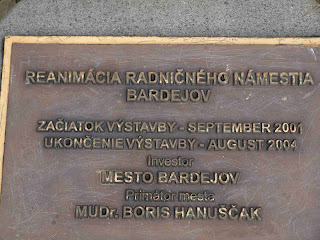 REANIMÁCIA RADNIČNÉHO NÁMESTIA
BARDEJOV
ZAČIATOK VÝSTAVBY - SEPTEMBER 2001
UKONČENIE VÝSTAVBY - AUGUST 2004
Investor
MESTO BARDEJOV
Primátor mesta
MUDr. BORIS HANUŠČAK